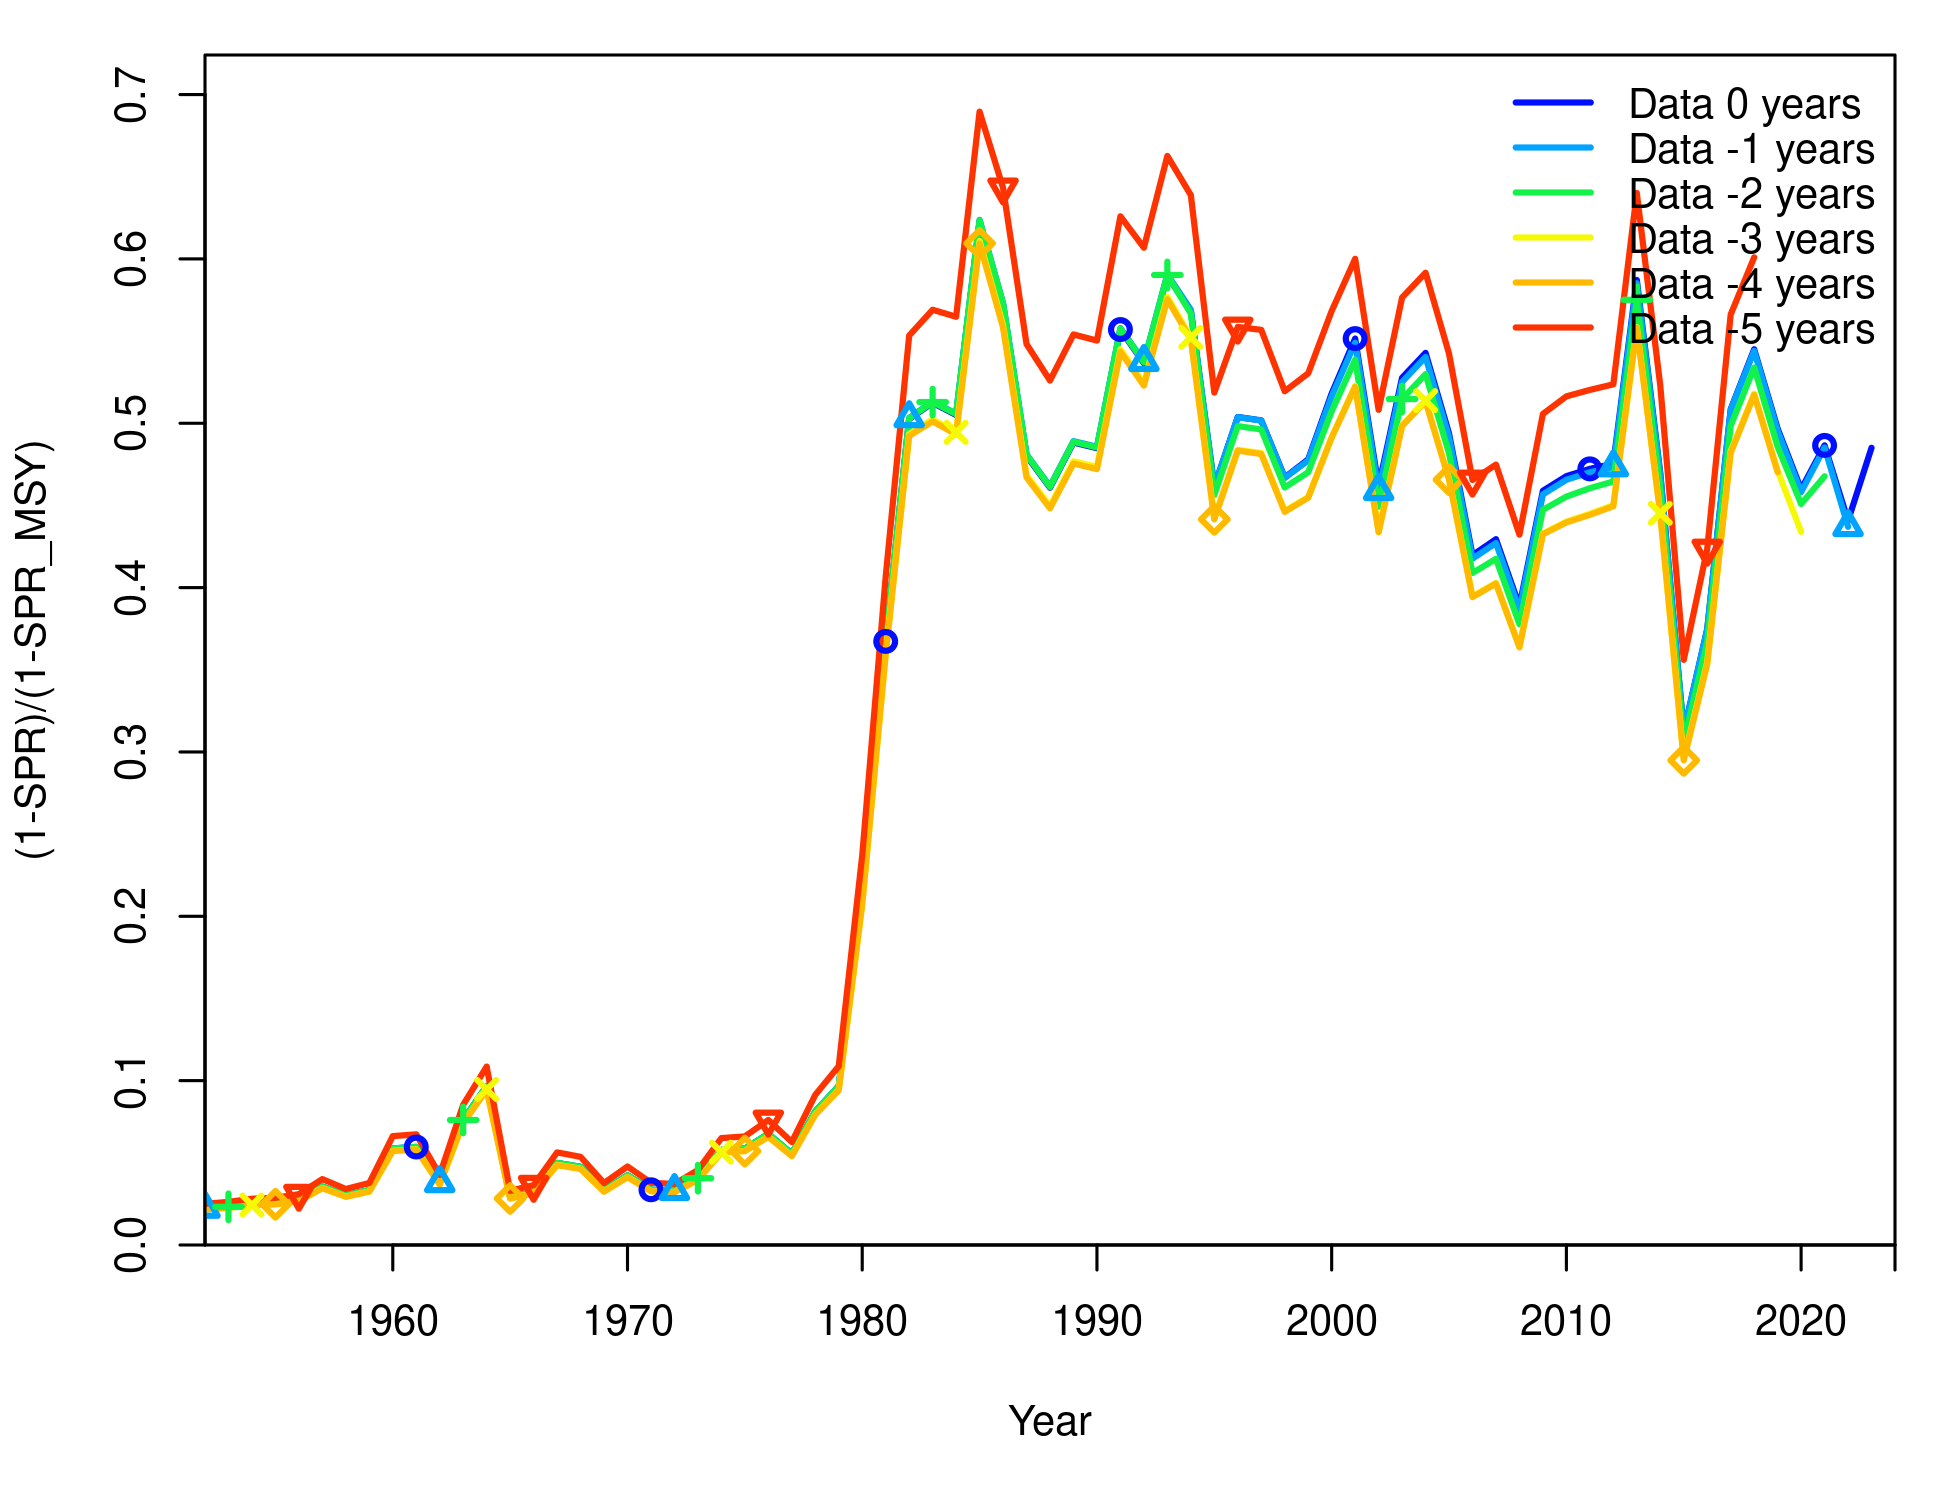 0.7
0.6
0.5
0.4
0.3
0.2
0.1
0.0
(1-SPR)/(1-SPR_MSY)
Data 0 years
Data -1 years
Data -2 years
Data -3 years
Data -4 years
Data -5 years
1960
1970
1980
1990
2000
2010
2020
Year